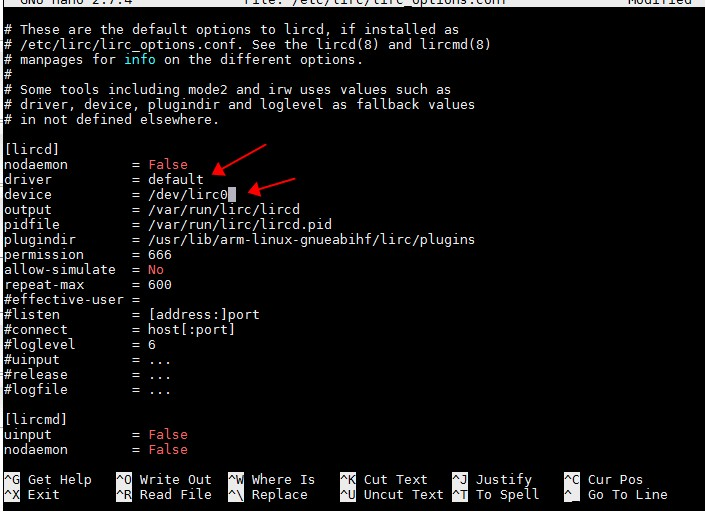 GNU nano 2.7.4 File: /etc/lirc/lirc_options.conf Modified
# These are the default options to lircd, if installed as
# /etc/lirc/lirc_options.conf. See the lircd(8) and lircmd(8)
# manpages for info on the different options.
#
# Some tools including mode2 and irw uses values such as
# driver, device, plugindir and loglevel as fallback values
# in not defined elsewhere.
[lircd]
nodaemon = False
driver = default
device = /dev/lirc0
output = /var/run/lirc/lircd
pidfile = /var/run/lirc/lircd.pid
plugindir = /usr/lib/arm-linux-gnueabihf/lirc/plugins
permission = 666
allow-simulate = No
repeat-max = 600
#effective-user =
#listen = [address:]port
#connect = host[:port]
#loglevel = 6
#uinput = ...
#release = ...
#logfile = ...
[lircmd]
uinput = False
nodaemon = False
^G Get Help ^O Write Out ^W Where Is ^K Cut Text ^J Justify ^C Cur Pos
^X Exit ^R Read File ^\ Replace ^U Uncut Text ^T To Spell ^_ Go To Line